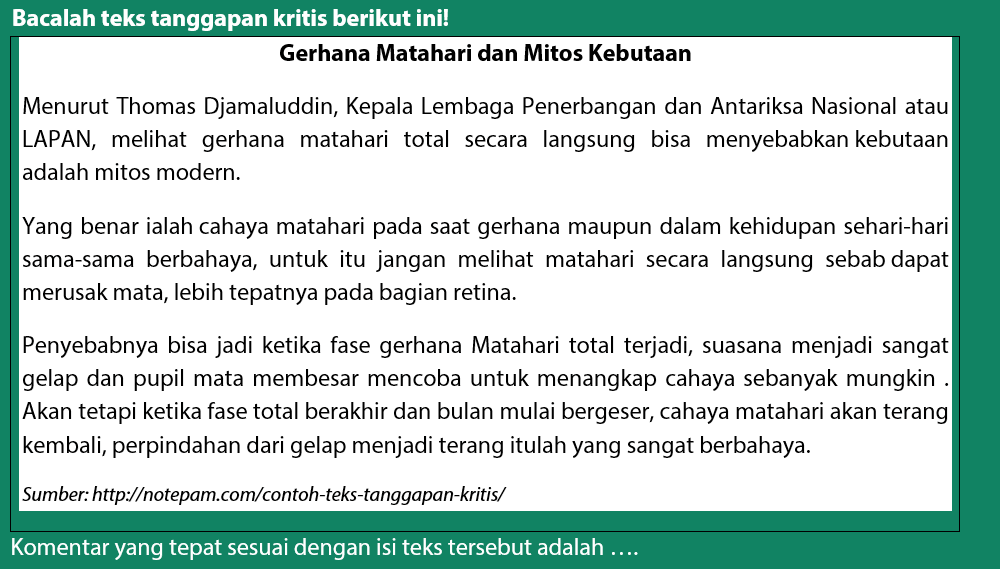 Bacalah teks tanggapan kritis berikut ini!
Gerhana Matahari dan Mitos Kebutaan
Menurut Thomas Djamaluddin, Kepala Lembaga Penerbangan dan Antariksa Nasional atau
LAPAN, melihat gerhana matahari total secara langsung bisa menyebabkan kebutaan
adalah mitos modern.
Yang benar ialah cahaya matahari pada saat gerhana maupun dalam kehidupan sehari-hari
sama-sama berbahaya, untuk itu jangan melihat matahari secara langsung sebab dapat
merusak mata, lebih tepatnya pada bagian retina.
Penyebabnya bisa jadi ketika fase gerhana Matahari total terjadi, suasana menjadi sangat
gelap dan pupil mata membesar mencoba untuk menangkap cahaya sebanyak mungkin .
Akan tetapi ketika fase total berakhir dan bulan mulai bergeser, cahaya matahari akan terang
kembali, perpindahan dari gelap menjadi terang itulah yang sangat berbahaya.
Sumber: http://notepam.com/contoh-teks-tanggapan-kritis/
Komentar yang tepat sesuai dengan isi teks tersebut adalah ….